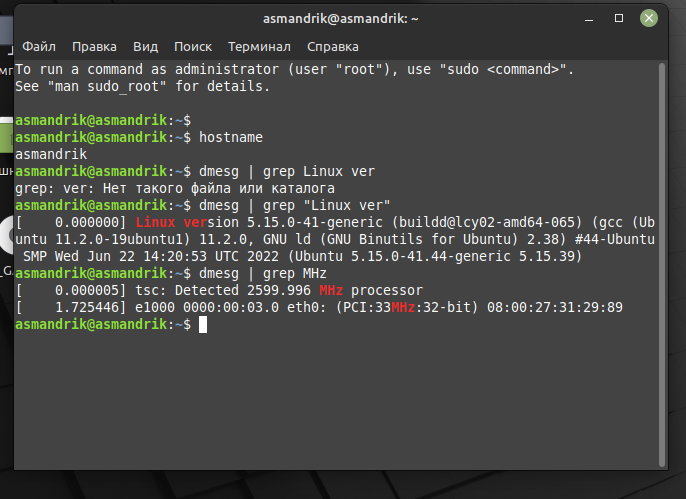 asmandrik@asmandrik: ~
Файл Правка Вид Поиск Терминал Справка
To run a command as administrator (user "root"), use "sudo <command>".
See "man sudo_root" for details.
asmandrik@asmandrik:~$
asmandrik@asmandrik:~$ hostname
asmandrik
asmandrik@asmandrik:~$ dmesg | grep Linux ver
grep: ver: Нет такого файла или каталога
asmandrik@asmandrik:~$ dmesg | grep "Linux ver"
[    0.000000] Linux version 5.15.0-41-generic (buildd@lcy02-amd64-065) (gcc (Ub
untu 11.2.0-19ubuntu1) 11.2.0, GNU ld (GNU Binutils for Ubuntu) 2.38) #44-Ubuntu
 SMP Wed Jun 22 14:20:53 UTC 2022 (Ubuntu 5.15.0-41.44-generic 5.15.39)
asmandrik@asmandrik:~$ dmesg | grep MHz
[    0.000005] tsc: Detected 2599.996 MHz processor
[    1.725446] e1000 0000:00:03.0 eth0: (PCI:33MHz:32-bit) 08:00:27:31:29:89
asmandrik@asmandrik:~$